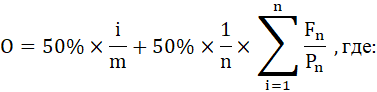 O = 50% × i/m + 50% × 1/n × ∑_{i=1}^{n} F_n/P_n , где: